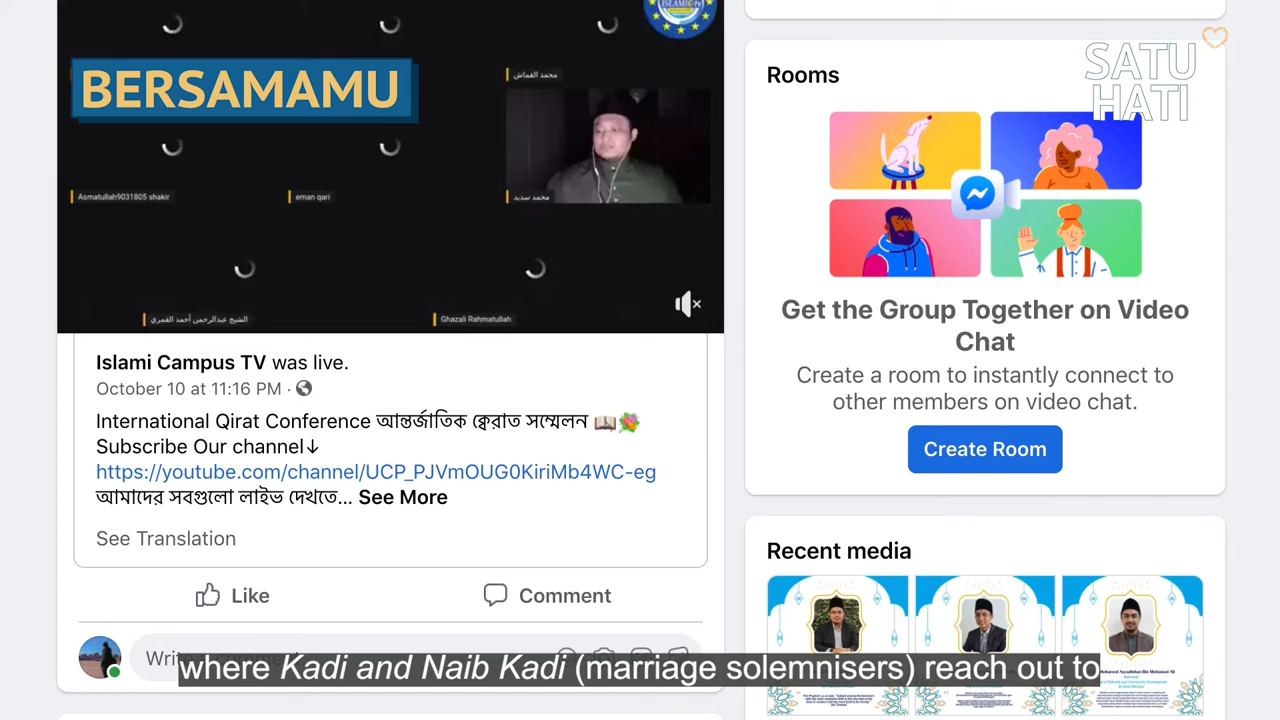 ISLAMIC TV
BERSAMAMU
SATU
HATI
محمد القماش
Asmatullah9031805 shakir
eman qari
محمد سديد
الشيخ عبدالرحمن أحمد القمري
Ghazali Rahmatullah
Islami Campus TV was live.
October 10 at 11:16 PM ·
International Qirat Conference আন্তর্জাতিক ক্বেরাত সম্মেলন
Subscribe Our channel↓
https://youtube.com/channel/UCP_PJVmOUG0KiriMb4WC-eg
আমাদের সবগুলো লাইভ দেখতে... See More
See Translation
Like
Comment
Rooms
Get the Group Together on Video
Chat
Create a room to instantly connect to
other members on video chat.
Create Room
Recent media
where Kadi and Naib Kadi (marriage solemnisers) reach out to